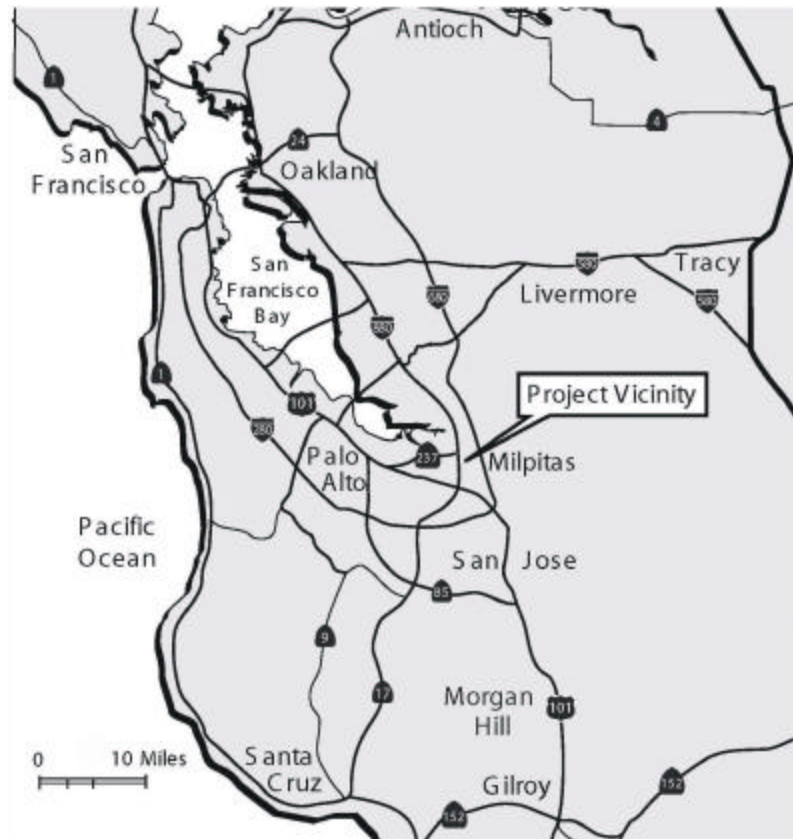 Antioch
1
4
24
San
Francisco
Oakland
580
Tracy
San
Francisco
Bay
680
Livermore
580
880
1
Project Vicinity
101
280
237
Palo
Alto
Milpitas
Pacific
Ocean
San Jose
85
9
17
Morgan
Hill
101
0 10 Miles
Santa
Cruz
Gilroy
152
152